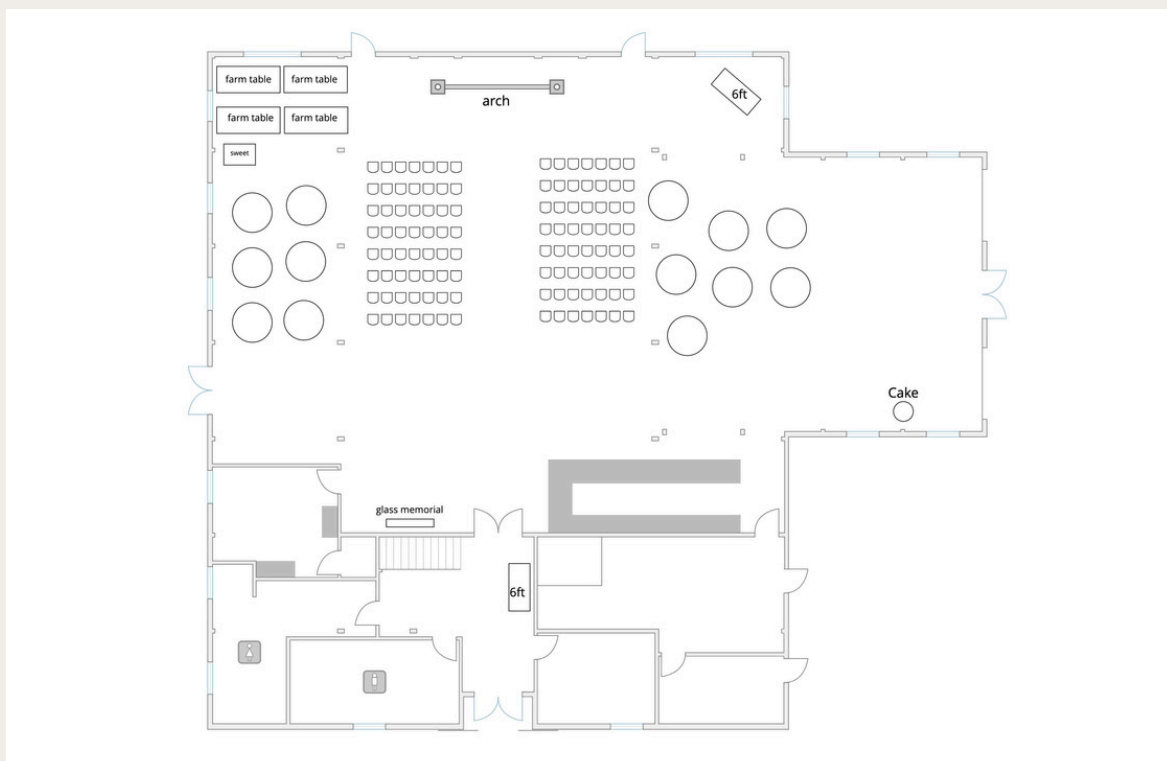 farm table
farm table
arch
6ft
farm table
farm table
sweet
Cake
glass memorial
6ft